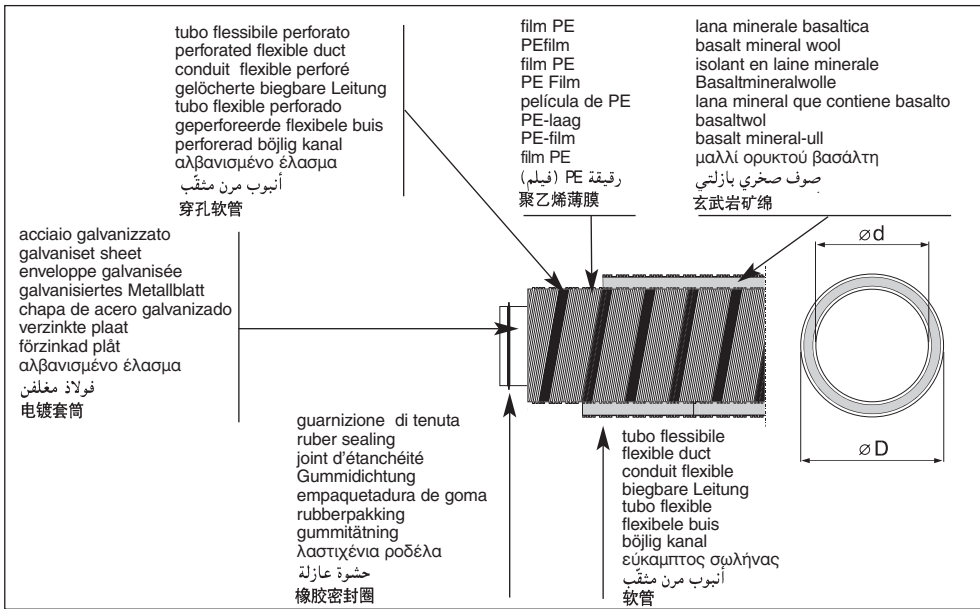 tubo flessibile perforato
perforated flexible duct
conduit flexible perforé
gelöcherte biegbare Leitung
tubo flexible perforado
geperforeerde flexibele buis
perforerad böjlig kanal
αλβανισμένο έλασμα
أنبوب مرن مثقّب
穿孔软管
film PE
PEfilm
film PE
PE Film
película de PE
PE-laag
PE-film
film PE
رقيقة PE (فيلم)
聚乙烯薄膜
lana minerale basaltica
basalt mineral wool
isolant en laine minerale
Basaltmineralwolle
lana mineral que contiene basalto
basaltwol
basalt mineral-ull
μαλλί ορυκτού βασάλτη
صوف صخري بازلتي
玄武岩矿绵
acciaio galvanizzato
galvaniset sheet
enveloppe galvanisée
galvanisiertes Metallblatt
chapa de acero galvanizado
verzinkte plaat
förzinkad plåt
αλβανισμένο έλασμα
فولاذ مغلفن
电镀套筒
ød
øD
guarnizione di tenuta
ruber sealing
joint d'étanchéité
Gummidichtung
empaquetadura de goma
rubberpakking
gummitätning
λαστιχένια ροδέλα
حشوة عازلة
橡胶密封圈
tubo flessibile
flexible duct
conduit flexible
biegbare Leitung
tubo flexible
flexibele buis
böjlig kanal
εύκαμπτος σωλήνας
أنبوب مرن مثقّب
软管